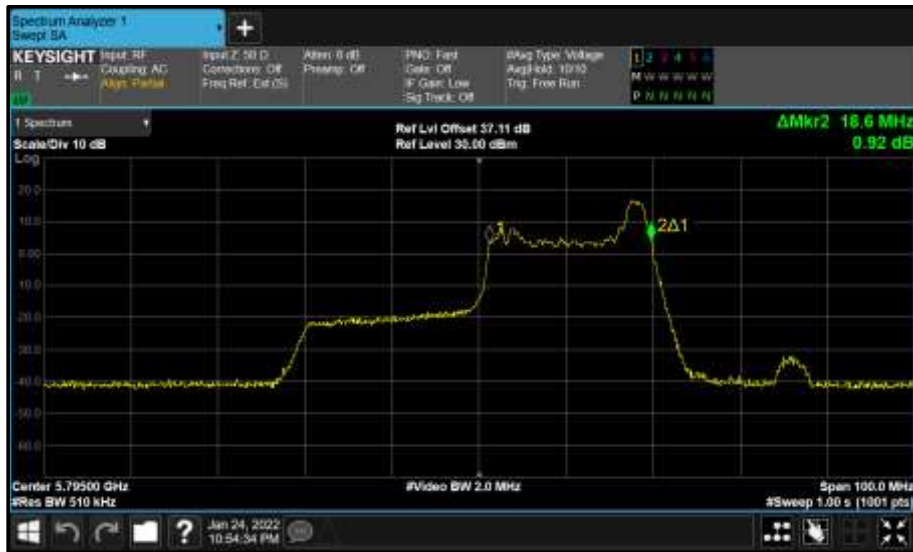 Spectrum Analyzer 1
Swept SA
+
KEYSIGHT
R T
Input: RF
Coupling: AC
Align: Partial
Input Z: 50 Ω
Corrections: Off
Freq Ref: Ext (S)
Atten: 8 dB
Preamp: Off
PNO: Fast
Gate: Off
IF Gain: Low
Sig Track: Off
#Avg Type: Voltage
Avg|Hold: 10/10
Trig: Free Run
1 2 3 4 5 6
M W W W W W
P N N N N N
1 Spectrum
Scale/Div 10 dB
Ref Lvl Offset 37.11 dB
Ref Level 30.00 dBm
ΔMkr2 18.6 MHz
0.92 dB
Log
20.0
10.0
0.00
-10.0
-20.0
-30.0
-40.0
-50.0
-60.0
2Δ1
Center 5.79500 GHz
#Res BW 510 kHz
#Video BW 2.0 MHz
Span 100.0 MHz
#Sweep 1.00 s (1001 pts)
?
Jan 24, 2022
10:54:34 PM